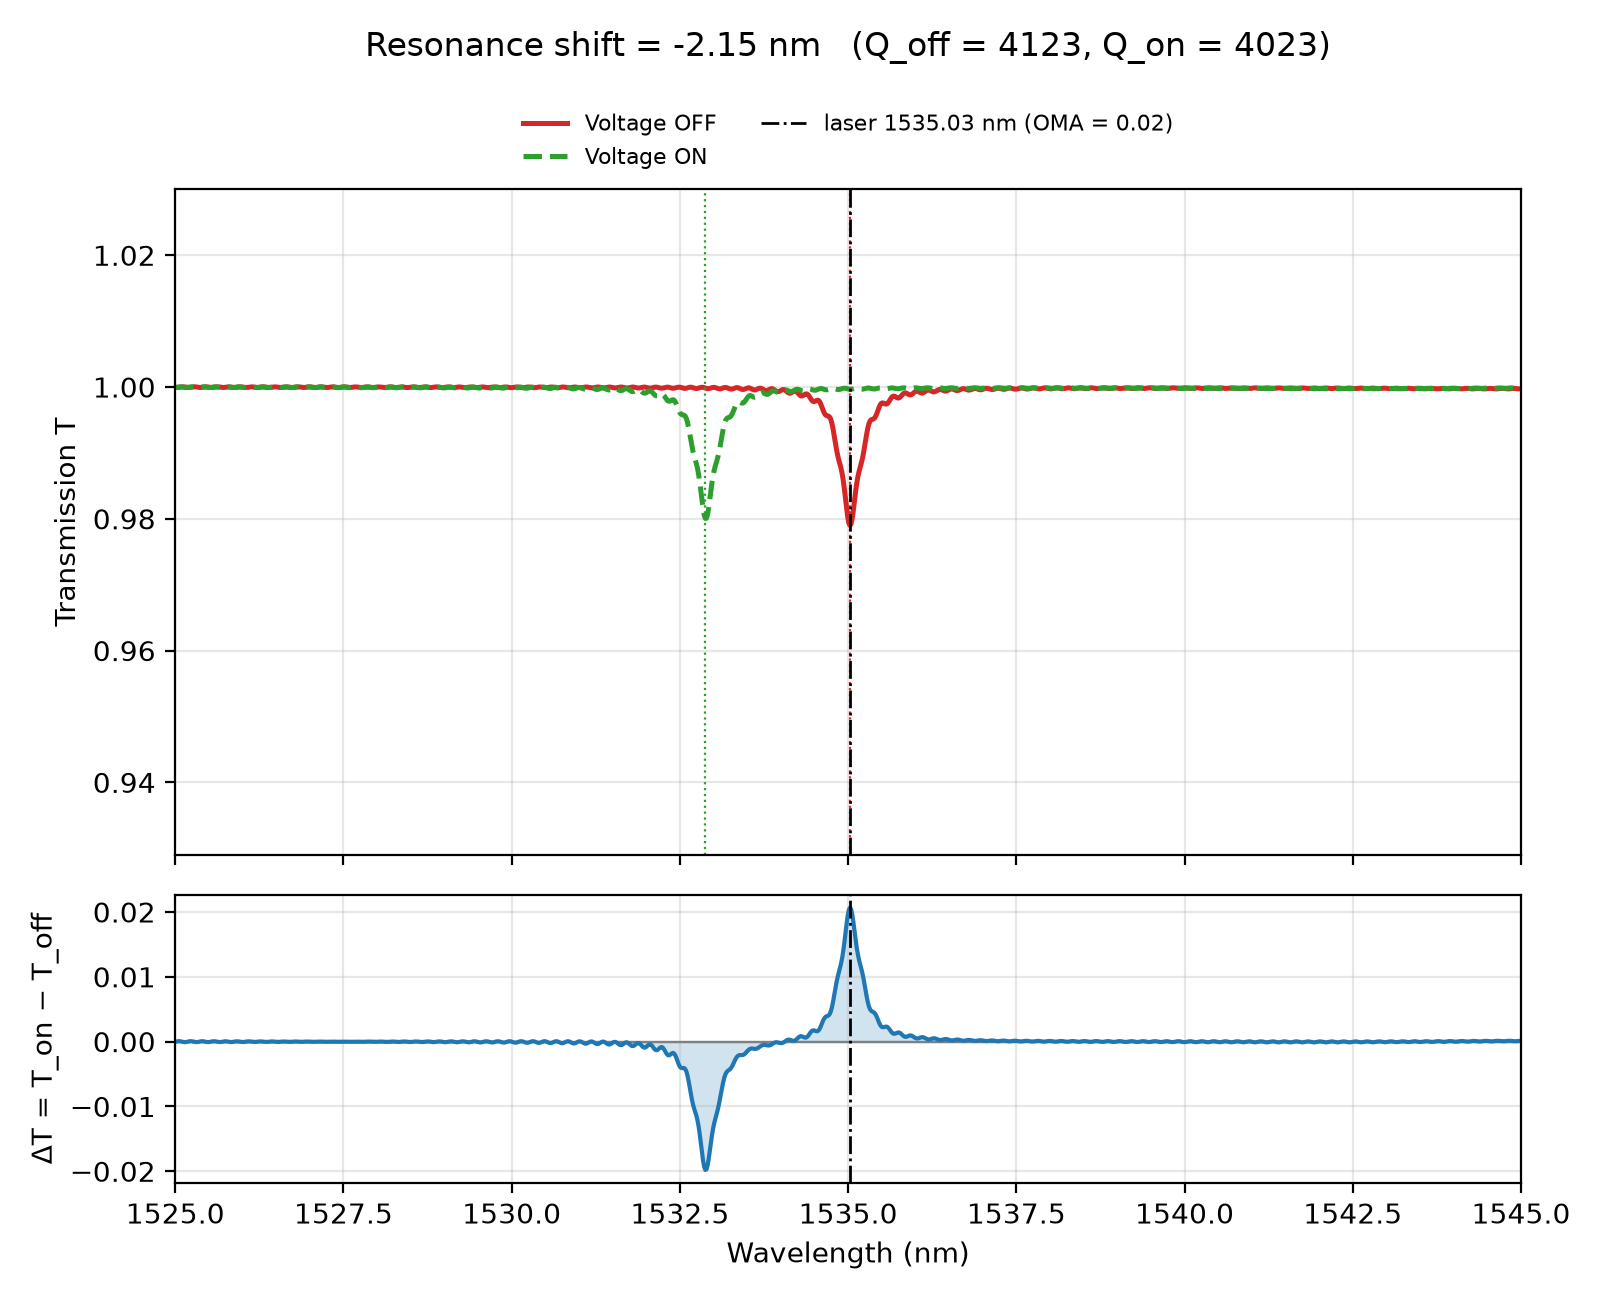 Resonance shift = -2.15 nm   (Q_off = 4123, Q_on = 4023)
Voltage OFF
Voltage ON
laser 1535.03 nm (OMA = 0.02)
Transmission T
1.02
1.00
0.98
0.96
0.94
ΔT = T_on − T_off
0.02
0.01
0.00
−0.01
−0.02
1525.0 1527.5 1530.0 1532.5 1535.0 1537.5 1540.0 1542.5 1545.0
Wavelength (nm)